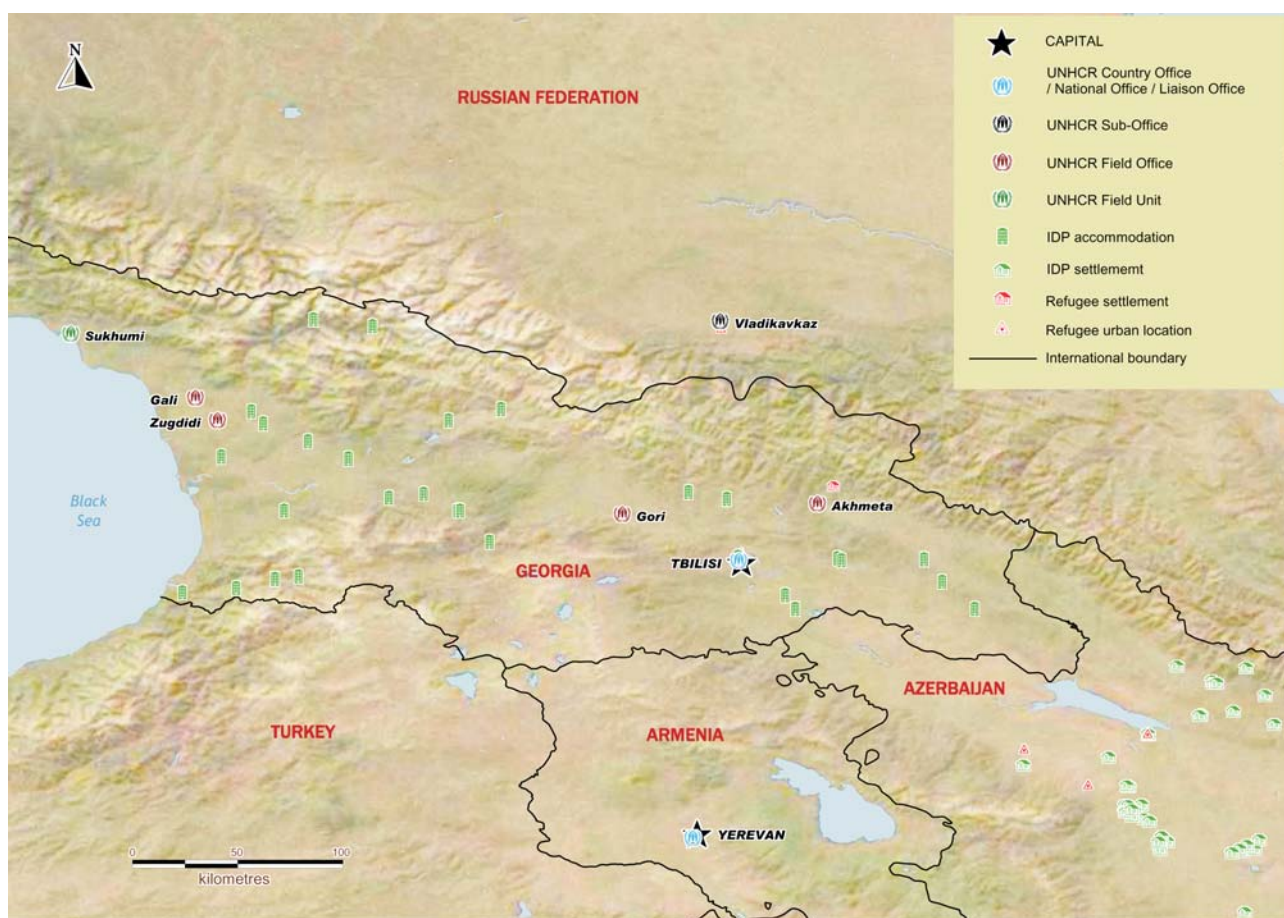 N
RUSSIAN FEDERATION
CAPITAL
UNHCR Country Office
/ National Office / Liaison Office
UNHCR Sub-Office
UNHCR Field Office
UNHCR Field Unit
IDP accommodation
IDP settlememt
Refugee settlement
Refugee urban location
International boundary
Sukhumi
Vladikavkaz
Gali
Zugdidi
Black
Sea
Gori
Akhmeta
TBILISI
GEORGIA
AZERBAIJAN
TURKEY
ARMENIA
YEREVAN
0 50 100
kilometres